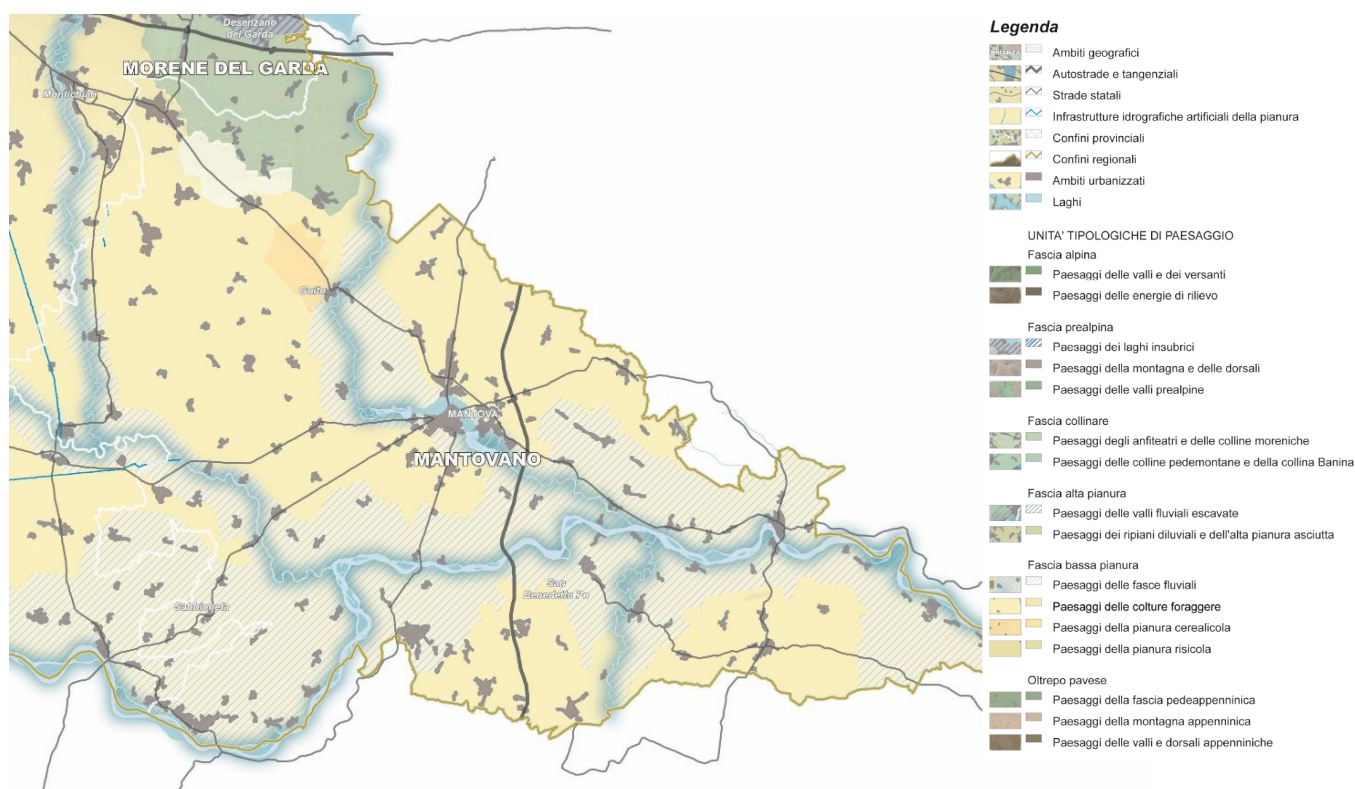 Desenzano
del Garda
MORENE DEL GARDA
Montichiari
Goito
MANTOVA
MANTOVANO
San
Benedetto Po
Sabbioneta
Legenda
BRIANZA
Ambiti geografici
Autostrade e tangenziali
Strade statali
Infrastrutture idrografiche artificiali della pianura
Confini provinciali
Confini regionali
Ambiti urbanizzati
Laghi
UNITA' TIPOLOGICHE DI PAESAGGIO
Fascia alpina
Paesaggi delle valli e dei versanti
Paesaggi delle energie di rilievo
Fascia prealpina
Paesaggi dei laghi insubrici
Paesaggi della montagna e delle dorsali
Paesaggi delle valli prealpine
Fascia collinare
Paesaggi degli anfiteatri e delle colline moreniche
Paesaggi delle colline pedemontane e della collina Banina
Fascia alta pianura
Paesaggi delle valli fluviali escavate
Paesaggi dei ripiani diluviali e dell'alta pianura asciutta
Fascia bassa pianura
Paesaggi delle fasce fluviali
Paesaggi delle colture foraggere
Paesaggi della pianura cerealicola
Paesaggi della pianura risicola
Oltrepo pavese
Paesaggi della fascia pedeappenninica
Paesaggi della montagna appenninica
Paesaggi delle valli e dorsali appenniniche